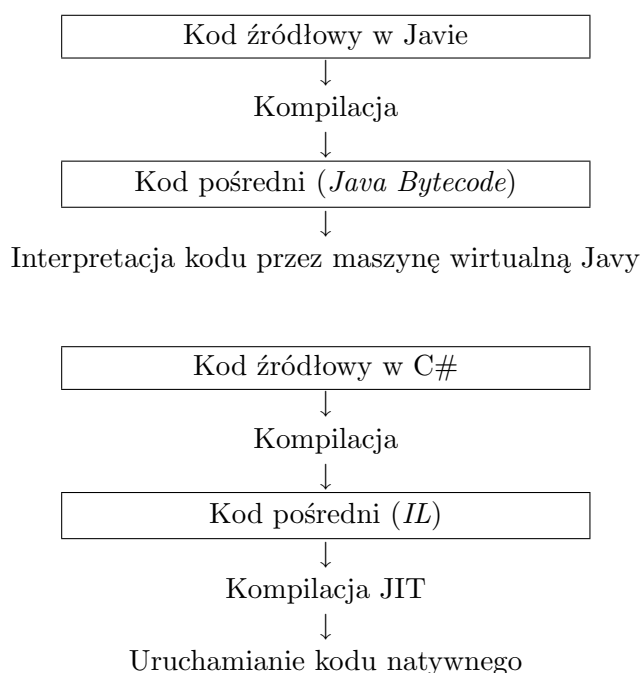 Kod źródłowy w Javie
↓
Kompilacja
↓
Kod pośredni (Java Bytecode)
↓
Interpretacja kodu przez maszynę wirtualną Javy
Kod źródłowy w C#
↓
Kompilacja
↓
Kod pośredni (IL)
↓
Kompilacja JIT
↓
Uruchamianie kodu natywnego